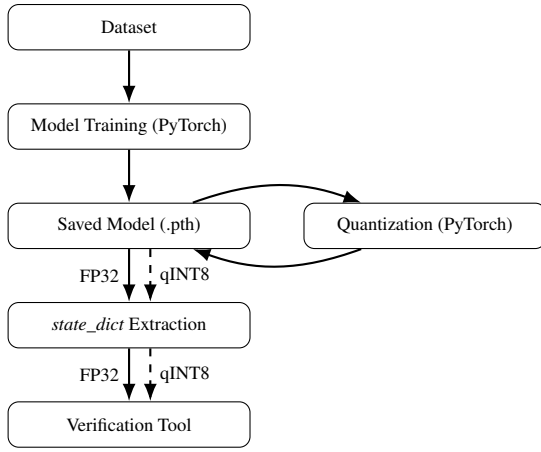 Dataset
Model Training (PyTorch)
Saved Model (.pth)
Quantization (PyTorch)
FP32
qINT8
state_dict Extraction
FP32
qINT8
Verification Tool